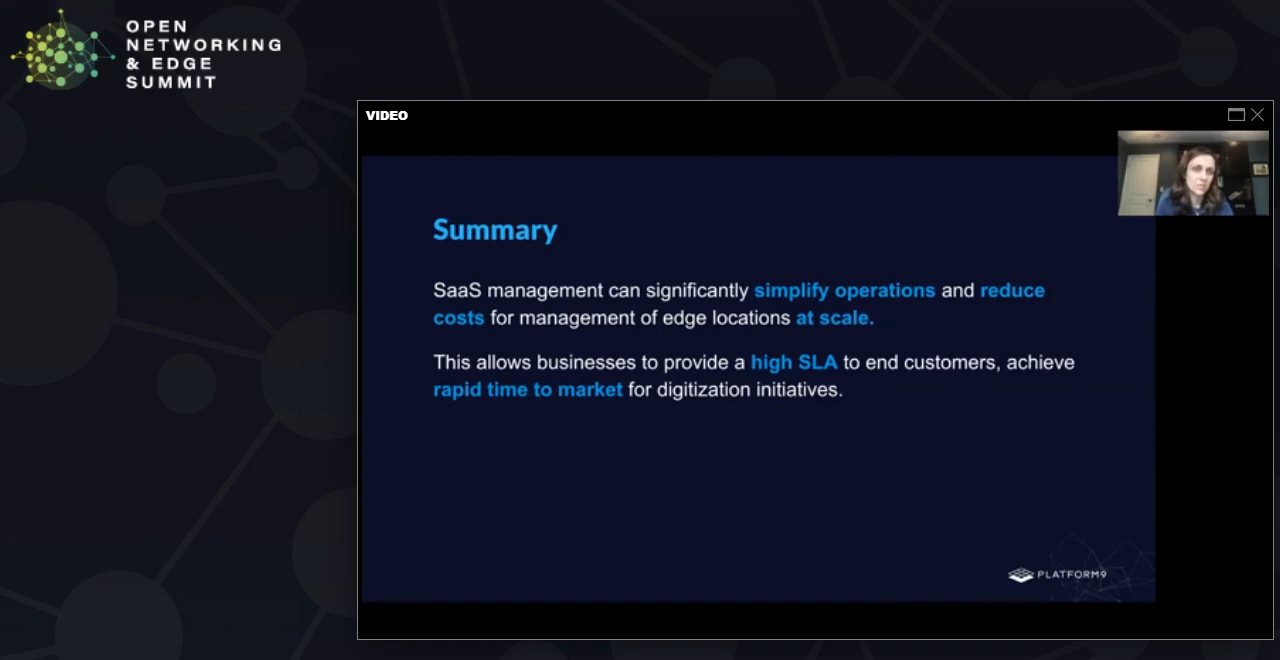 OPEN
NETWORKING
& EDGE
SUMMIT
VIDEO
Summary
SaaS management can significantly simplify operations and reduce
costs for management of edge locations at scale.
This allows businesses to provide a high SLA to end customers, achieve
rapid time to market for digitization initiatives.
PLATFORM9